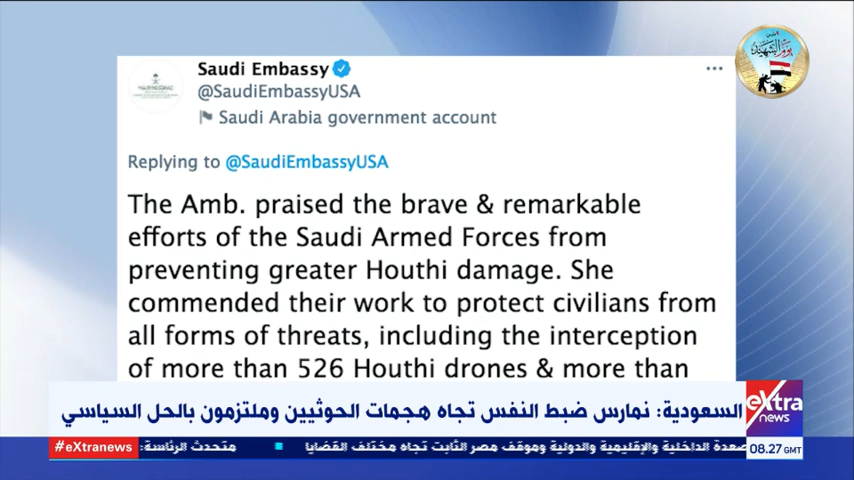 Saudi Embassy
@SaudiEmbassyUSA
Saudi Arabia government account
Replying to @SaudiEmbassyUSA
The Amb. praised the brave & remarkable
efforts of the Saudi Armed Forces from
preventing greater Houthi damage. She
commended their work to protect civilians from
all forms of threats, including the interception
of more than 526 Houthi drones & more than
يوم الشهيد
السعودية: نمارس ضبط النفس تجاه هجمات الحوثيين وملتزمون بالحل السياسي
eXtra
news
#eXtranews
متحدث الرئاسة:
صعدة الداخلية والإقليمية والدولية وموقف مصر الثابت تجاه مختلف القضايا
08.27 GMT